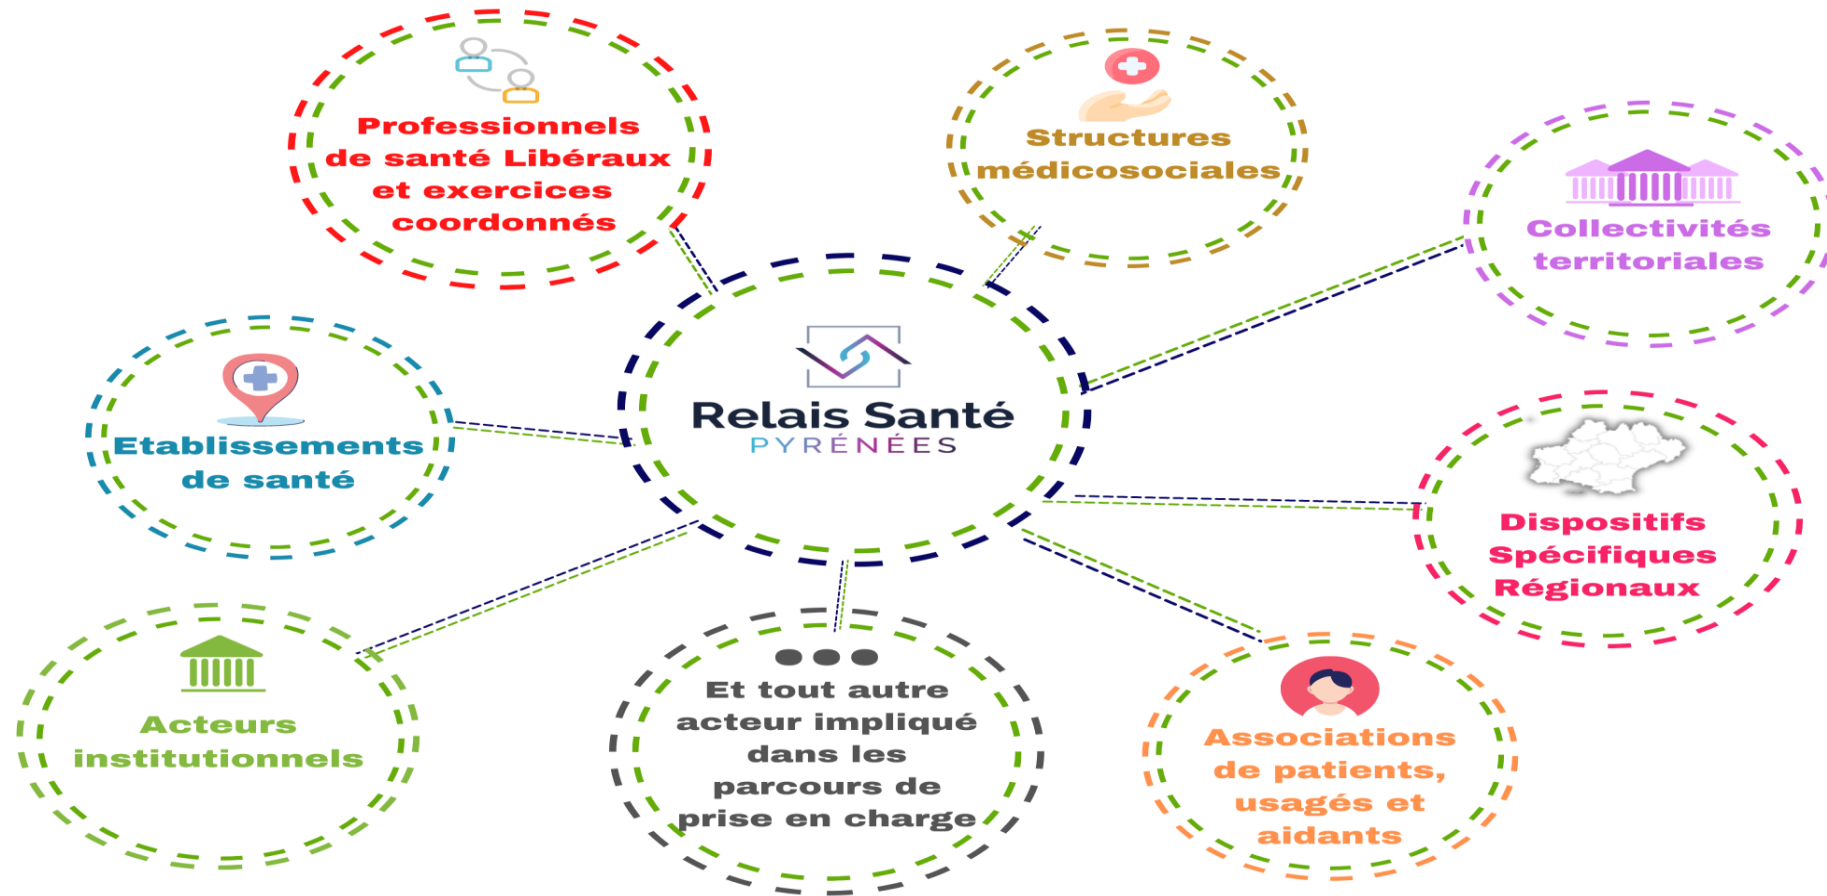 Professionnels
de santé Libéraux
et exercices
coordonnés
Structures
médicosociales
Collectivités
territoriales
Relais Santé
PYRÉNÉES
Etablissements
de santé
Dispositifs
Spécifiques
Régionaux
Acteurs
institutionnels
Et tout autre
acteur impliqué
dans les
parcours de
prise en charge
Associations
de patients,
usagés et
aidants